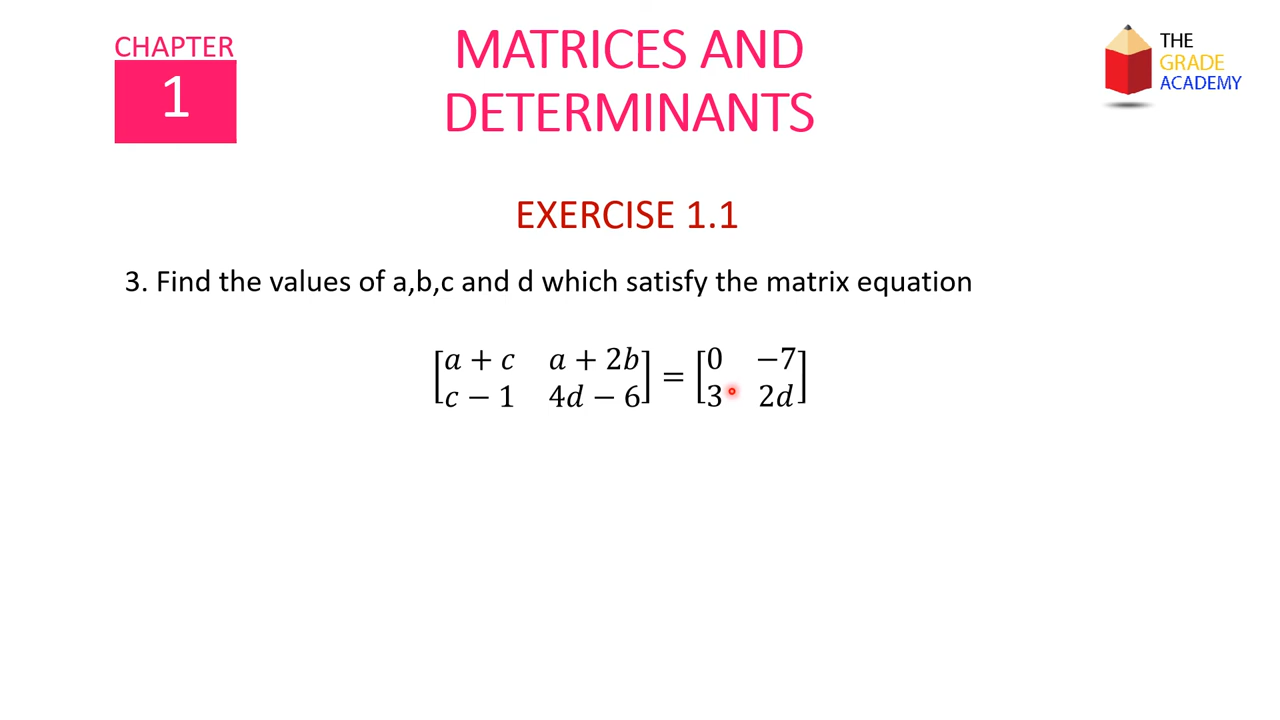 CHAPTER
1
MATRICES AND
DETERMINANTS
THE
GRADE
ACADEMY
EXERCISE 1.1
3. Find the values of a,b,c and d which satisfy the matrix equation
[a + c a + 2b] = [0 −7]
[c − 1 4d − 6] [3 2d]